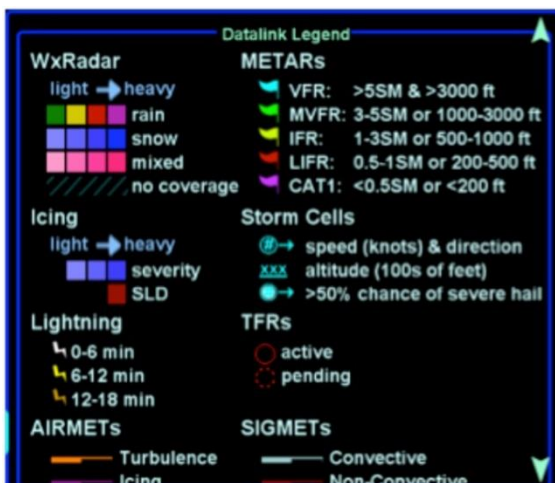 Datalink Legend
WxRadar
light heavy
rain
snow
mixed
no coverage
Icing
light heavy
severity
SLD
Lightning
0-6 min
6-12 min
12-18 min
AIRMETs
Turbulence
Icing
METARs
VFR: >5SM & >3000 ft
MVFR: 3-5SM or 1000-3000 ft
IFR: 1-3SM or 500-1000 ft
LIFR: 0.5-1SM or 200-500 ft
CAT1: <0.5SM or <200 ft
Storm Cells
# speed (knots) & direction
XXX altitude (100s of feet)
>50% chance of severe hail
TFRs
active
pending
SIGMETs
Convective
Non-Convective